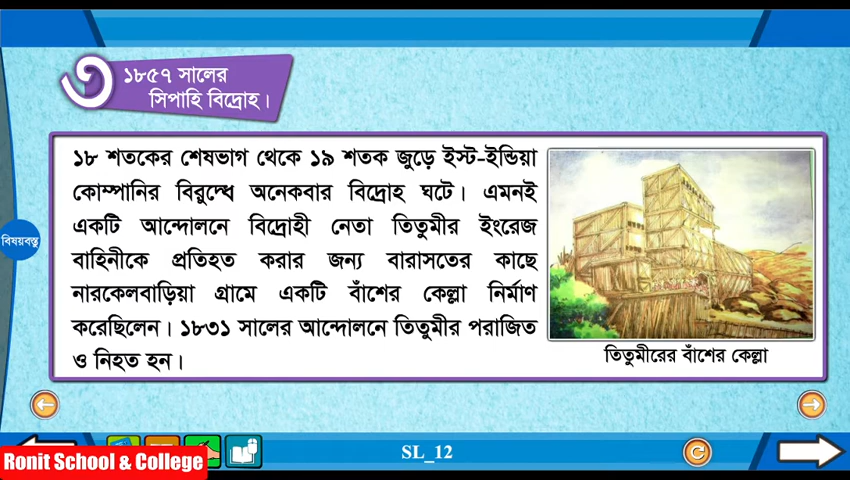 ৩
১৮৫৭ সালের
সিপাহি বিদ্রোহ।
১৮ শতকের শেষভাগ থেকে ১৯ শতক জুড়ে ইস্ট-ইন্ডিয়া
কোম্পানির বিরুদ্ধে অনেকবার বিদ্রোহ ঘটে। এমনই
একটি আন্দোলনে বিদ্রোহী নেতা তিতুমীর ইংরেজ
বাহিনীকে প্রতিহত করার জন্য বারাসতের কাছে
নারকেলবাড়িয়া গ্রামে একটি বাঁশের কেল্লা নির্মাণ
করেছিলেন। ১৮৩১ সালের আন্দোলনে তিতুমীর পরাজিত
ও নিহত হন।
তিতুমীরের বাঁশের কেল্লা
বিষয়বস্তু
SL_12
Ronit School & College